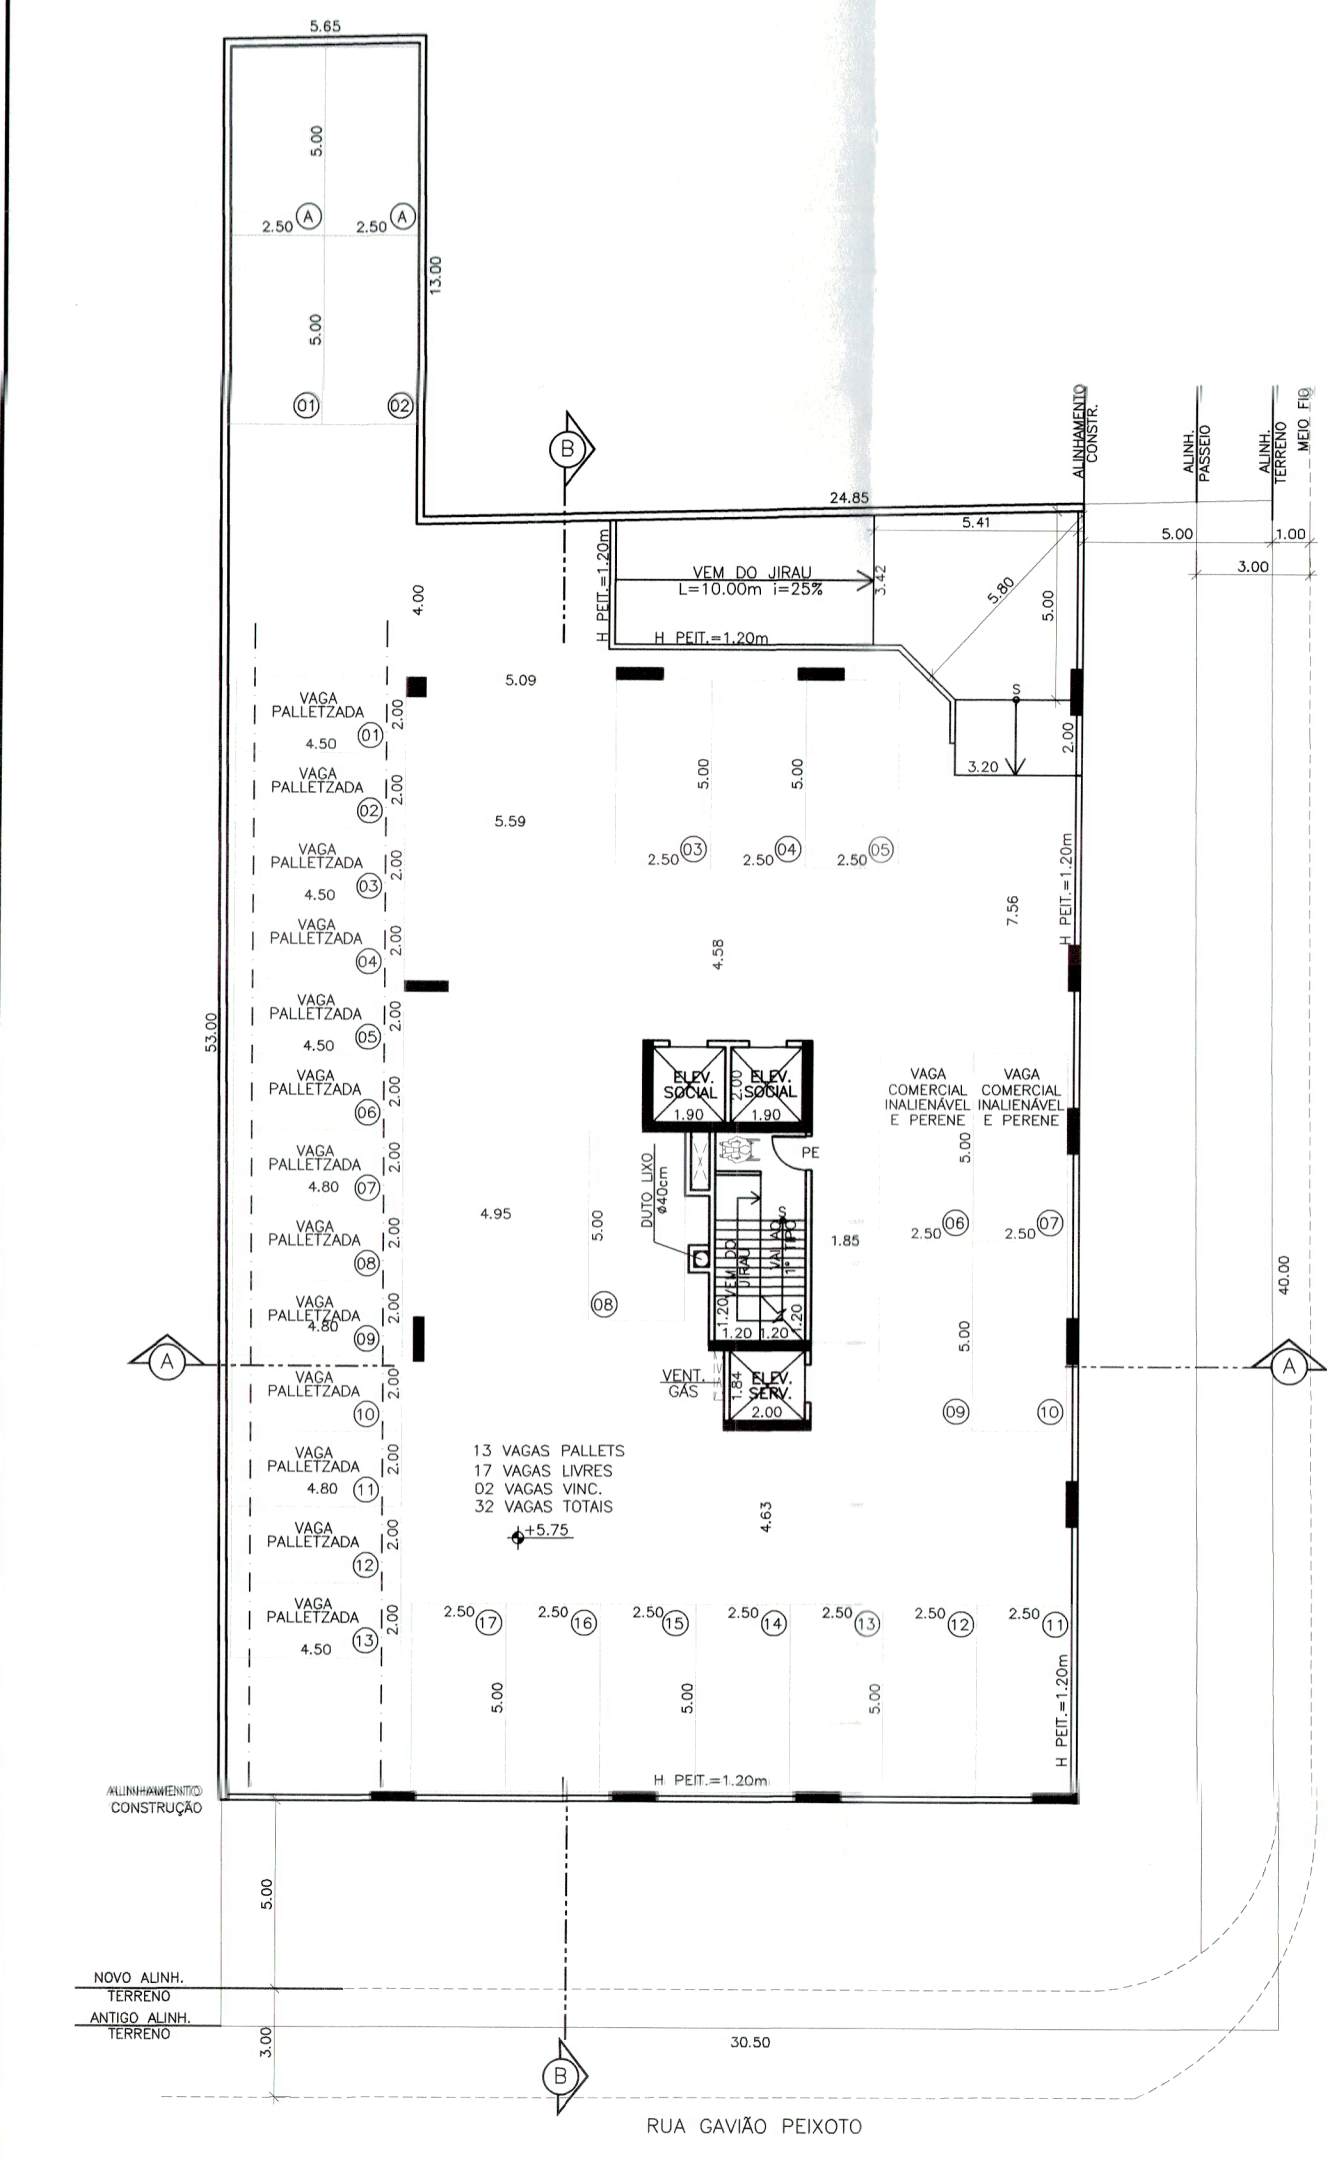 5.65
5.00
2.50 A
2.50 A
13.00
5.00
01
02
B
ALINHAMENTO
CONSTR.
ALINH.
PASSEIO
ALINH.
TERRENO
MEIO FIO
24.85
5.41
5.00
1.00
3.00
H PEIT.=1.20m
VEM DO JIRAU
L=10.00m i=25%
3.42
5.80
5.00
4.00
H PEIT.=1.20m
5.09
S
2.00
3.20
VAGA
PALLETZADA
01
4.50
2.00
VAGA
PALLETZADA
02
2.00
5.59
5.00
5.00
2.50 03
2.50 04
2.50 05
VAGA
PALLETZADA
03
4.50
2.00
H PEIT.=1.20m
7.56
VAGA
PALLETZADA
04
2.00
4.58
53.00
VAGA
PALLETZADA
05
4.50
2.00
ELEV.
SOCIAL
1.90
2.00
ELEV.
SOCIAL
1.90
VAGA
COMERCIAL
INALIENÁVEL
E PERENE
VAGA
COMERCIAL
INALIENÁVEL
E PERENE
VAGA
PALLETZADA
06
2.00
5.00
PE
VAGA
PALLETZADA
07
4.80
2.00
DUTO LIXO
ø40cm
4.95
5.00
VAGA
PALLETZADA
08
2.00
VEM DO
JIRAU
VAI AO
1° TIPO
S
1.85
2.50 06
2.50 07
40.00
08
VAGA
PALLETZADA
4.80
09
2.00
1.20
1.20
1.20
1.20
5.00
A
A
VAGA
PALLETZADA
10
2.00
VENT.
GÁS
1.84
ELEV.
SERV.
2.00
09
10
VAGA
PALLETZADA
4.80
11
2.00
13 VAGAS PALLETS
17 VAGAS LIVRES
02 VAGAS VINC.
32 VAGAS TOTAIS
+5.75
4.63
VAGA
PALLETZADA
12
2.00
VAGA
PALLETZADA
13
4.50
2.00
2.50 17
2.50 16
2.50 15
2.50 14
2.50 13
2.50 12
2.50 11
5.00
5.00
5.00
H PEIT.=1.20m
H PEIT.=1.20m
ALINHAMENTO
CONSTRUÇÃO
5.00
NOVO ALINH.
TERRENO
ANTIGO ALINH.
TERRENO
3.00
30.50
B
RUA GAVIÃO PEIXOTO